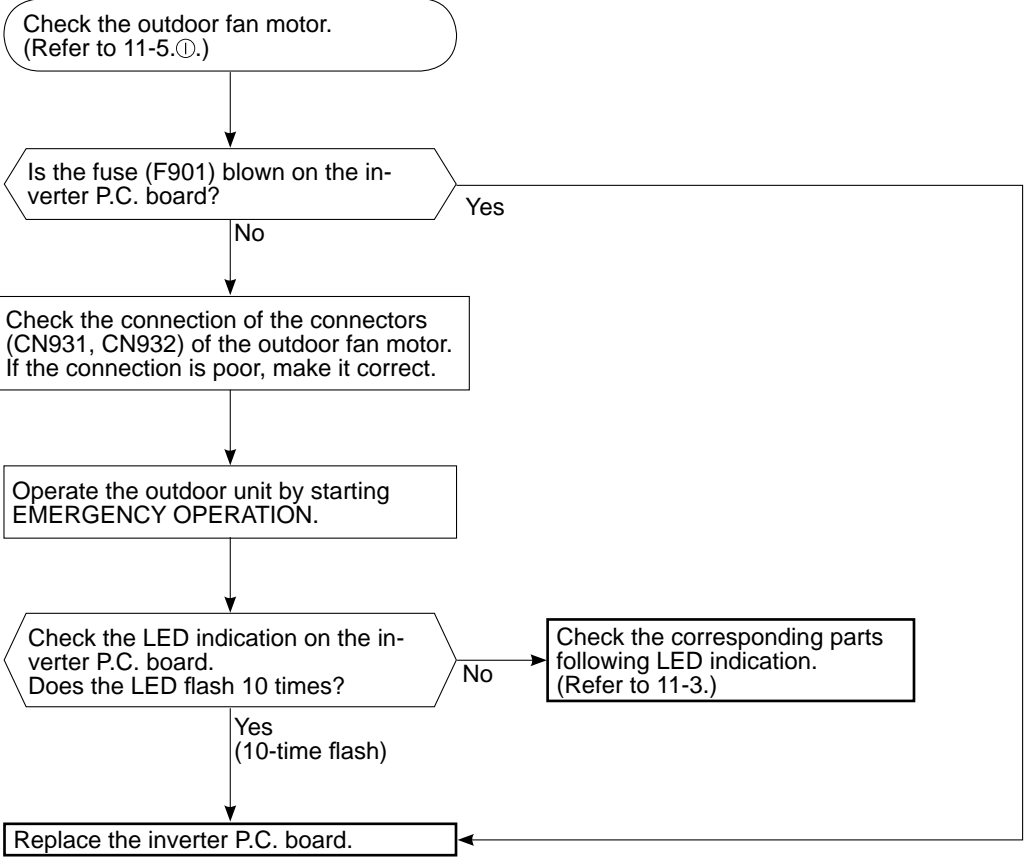 Check the outdoor fan motor.
(Refer to 11-5.Ⓘ.)
Is the fuse (F901) blown on the in-
verter P.C. board?
Yes
No
Check the connection of the connectors
(CN931, CN932) of the outdoor fan motor.
If the connection is poor, make it correct.
Operate the outdoor unit by starting
EMERGENCY OPERATION.
Check the LED indication on the in-
verter P.C. board.
Does the LED flash 10 times?
No
Check the corresponding parts
following LED indication.
(Refer to 11-3.)
Yes
(10-time flash)
Replace the inverter P.C. board.